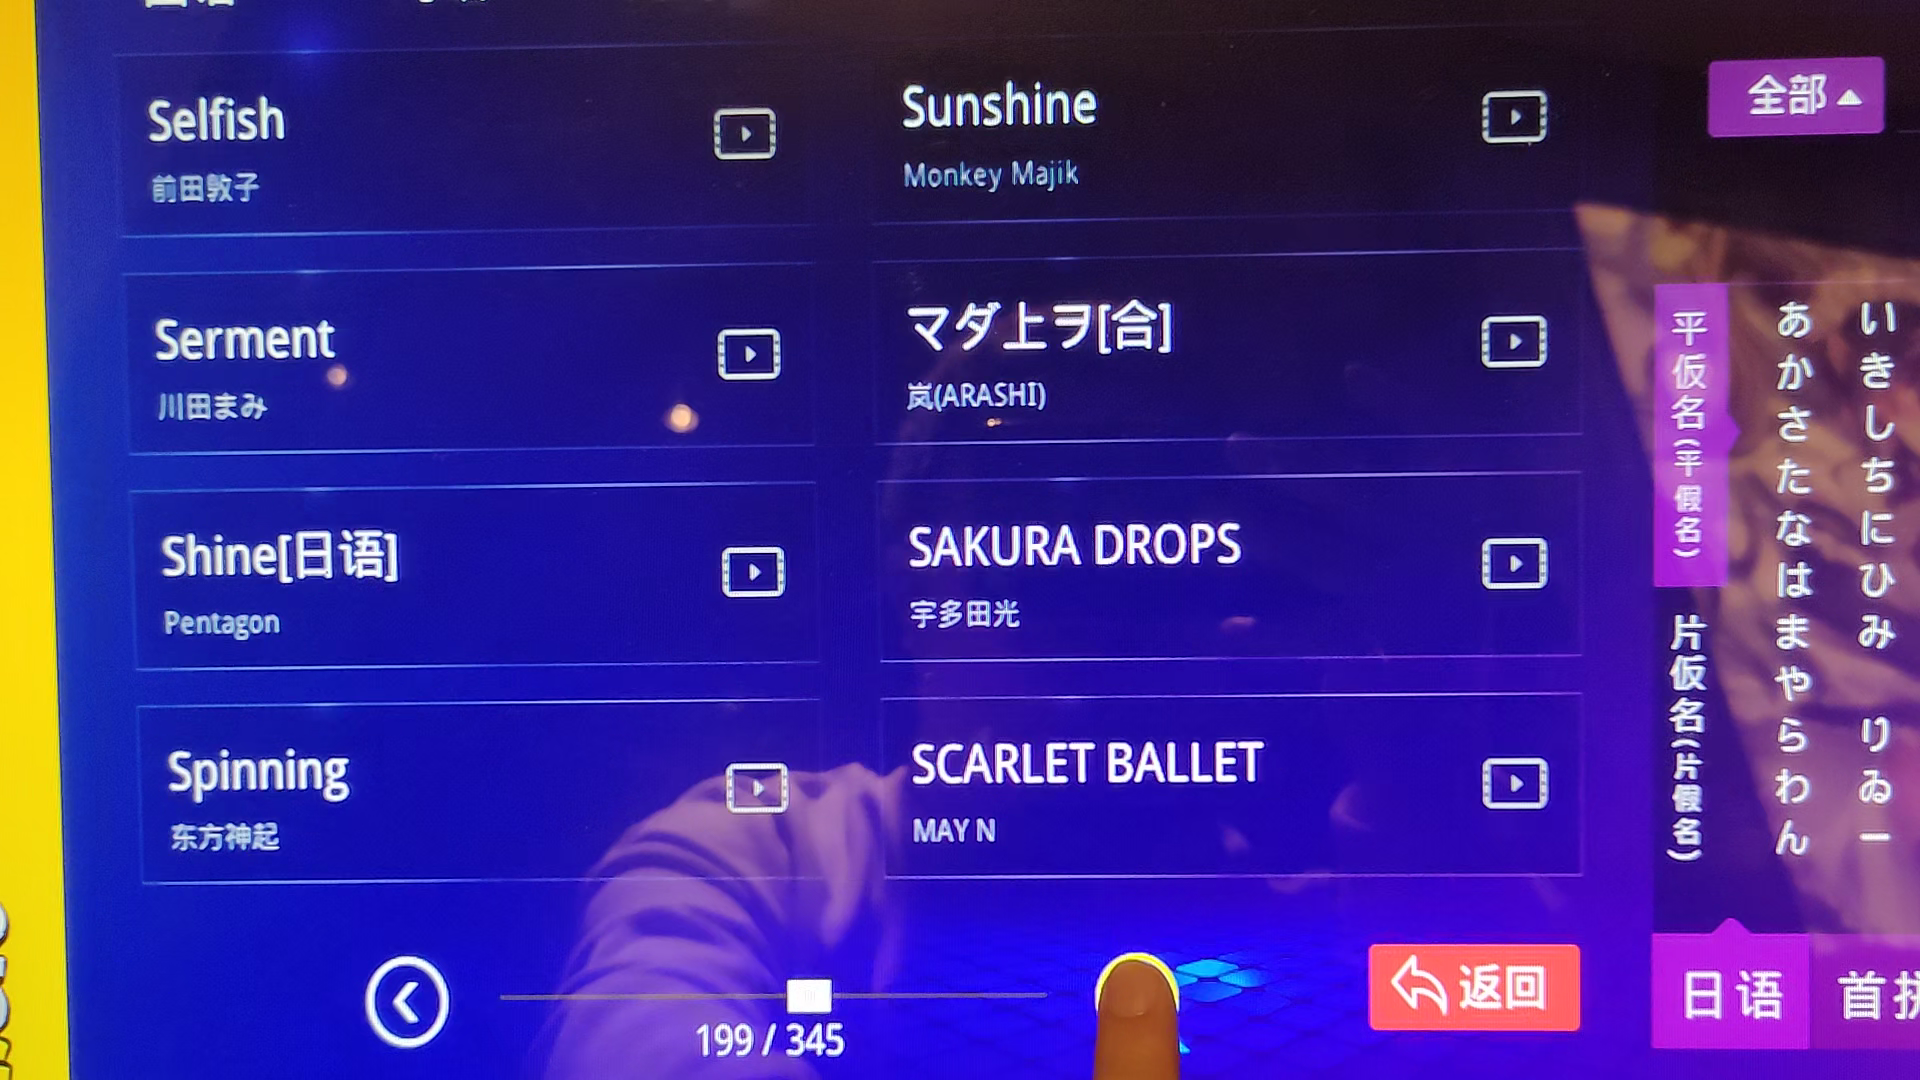 Selfish
前田敦子
Sunshine
Monkey Majik
Serment
川田まみ
マダ上ヲ[合]
岚(ARASHI)
Shine[日语]
Pentagon
SAKURA DROPS
宇多田光
Spinning
东方神起
SCARLET BALLET
MAY N
199 / 345
返回
全部
平仮名(平假名)
片仮名(片假名)
あ い
か き
さ し
た ち
な に
は ひ
ま み
や
ら り
わ ゐ
ん ー
日语
首